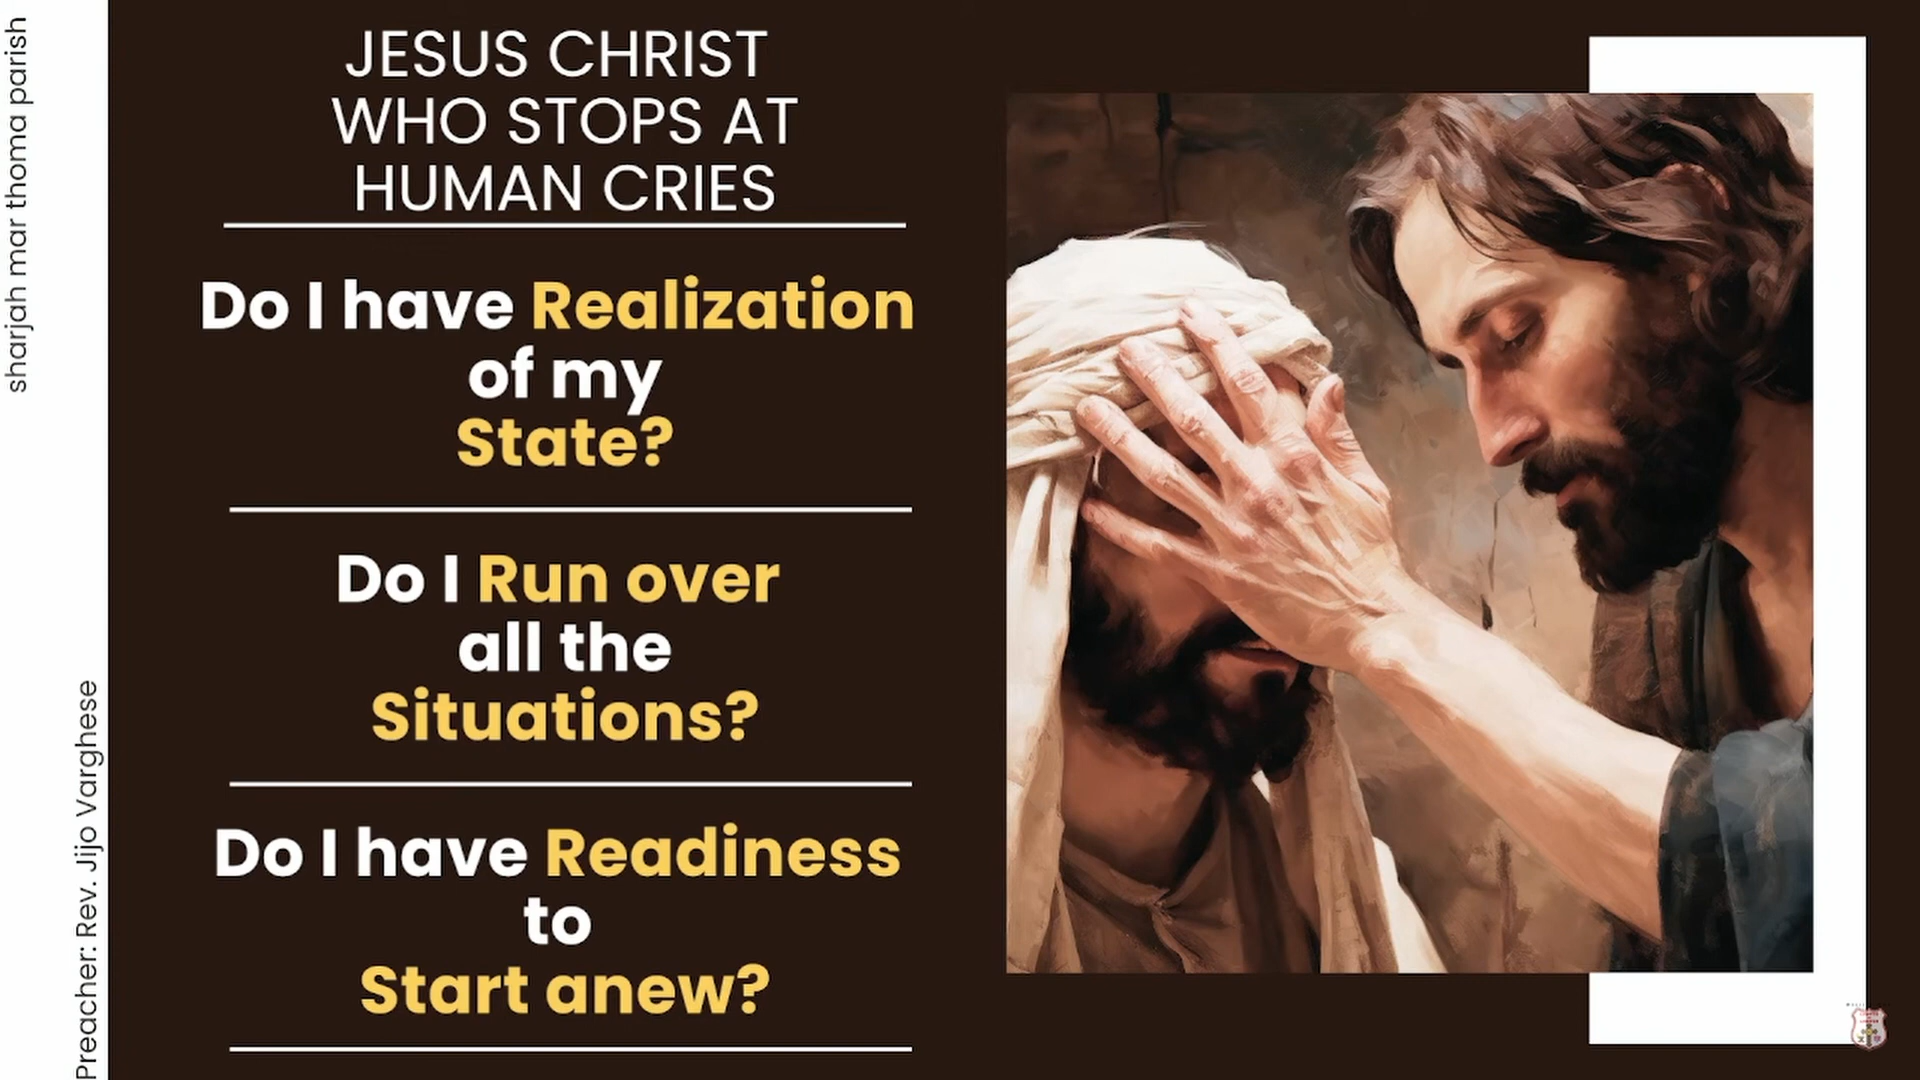 sharjah mar thoma parish
Preacher: Rev. Jijo Varghese
JESUS CHRIST
WHO STOPS AT
HUMAN CRIES
Do I have Realization
of my
State?
Do I Run over
all the
Situations?
Do I have Readiness
to
Start anew?